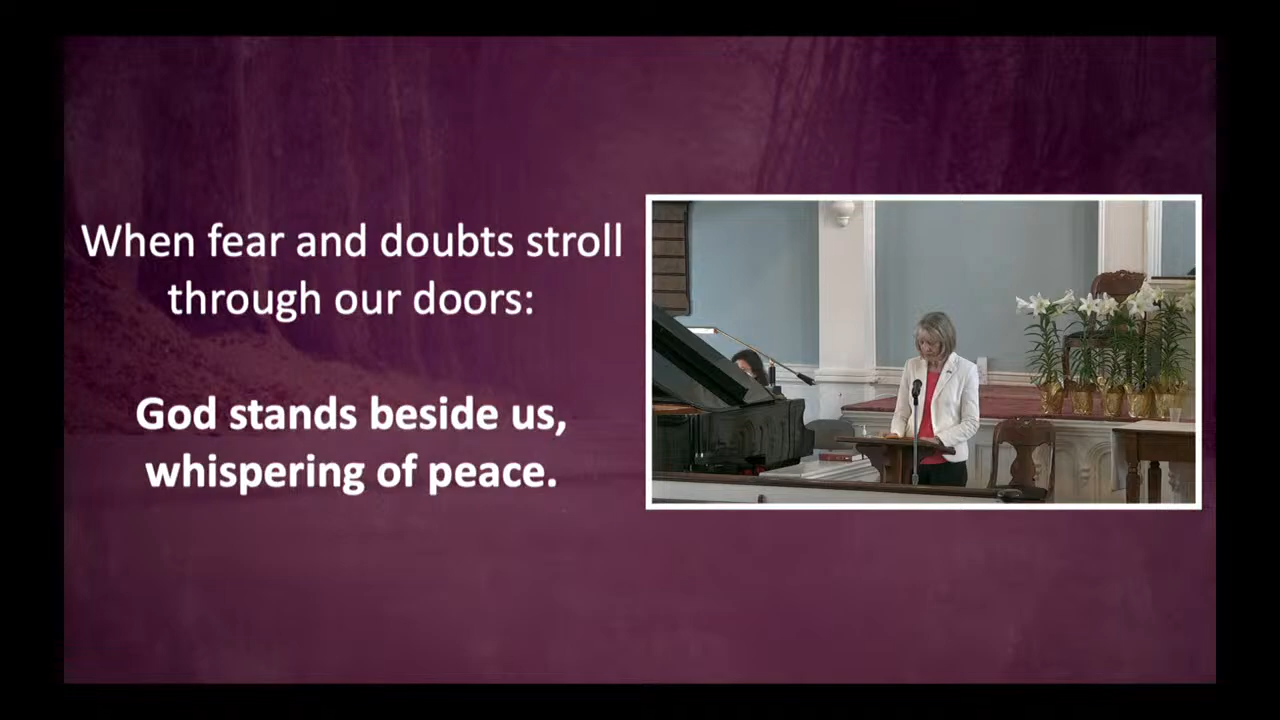 When fear and doubts stroll
through our doors:
God stands beside us,
whispering of peace.